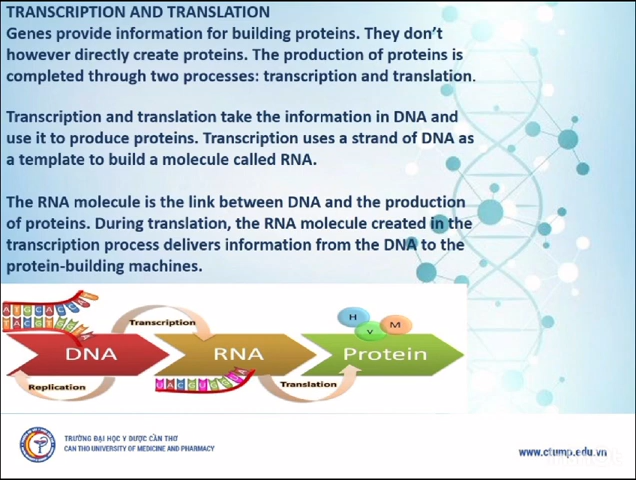 TRANSCRIPTION AND TRANSLATION
Genes provide information for building proteins. They don't
however directly create proteins. The production of proteins is
completed through two processes: transcription and translation.
Transcription and translation take the information in DNA and
use it to produce proteins. Transcription uses a strand of DNA as
a template to build a molecule called RNA.
The RNA molecule is the link between DNA and the production
of proteins. During translation, the RNA molecule created in the
transcription process delivers information from the DNA to the
protein-building machines.
Transcription
H
V
M
DNA
RNA
Protein
Replication
Translation
TRƯỜNG ĐẠI HỌC Y DƯỢC CẦN THƠ
CAN THO UNIVERSITY OF MEDICINE AND PHARMACY
www.ctump.edu.vn